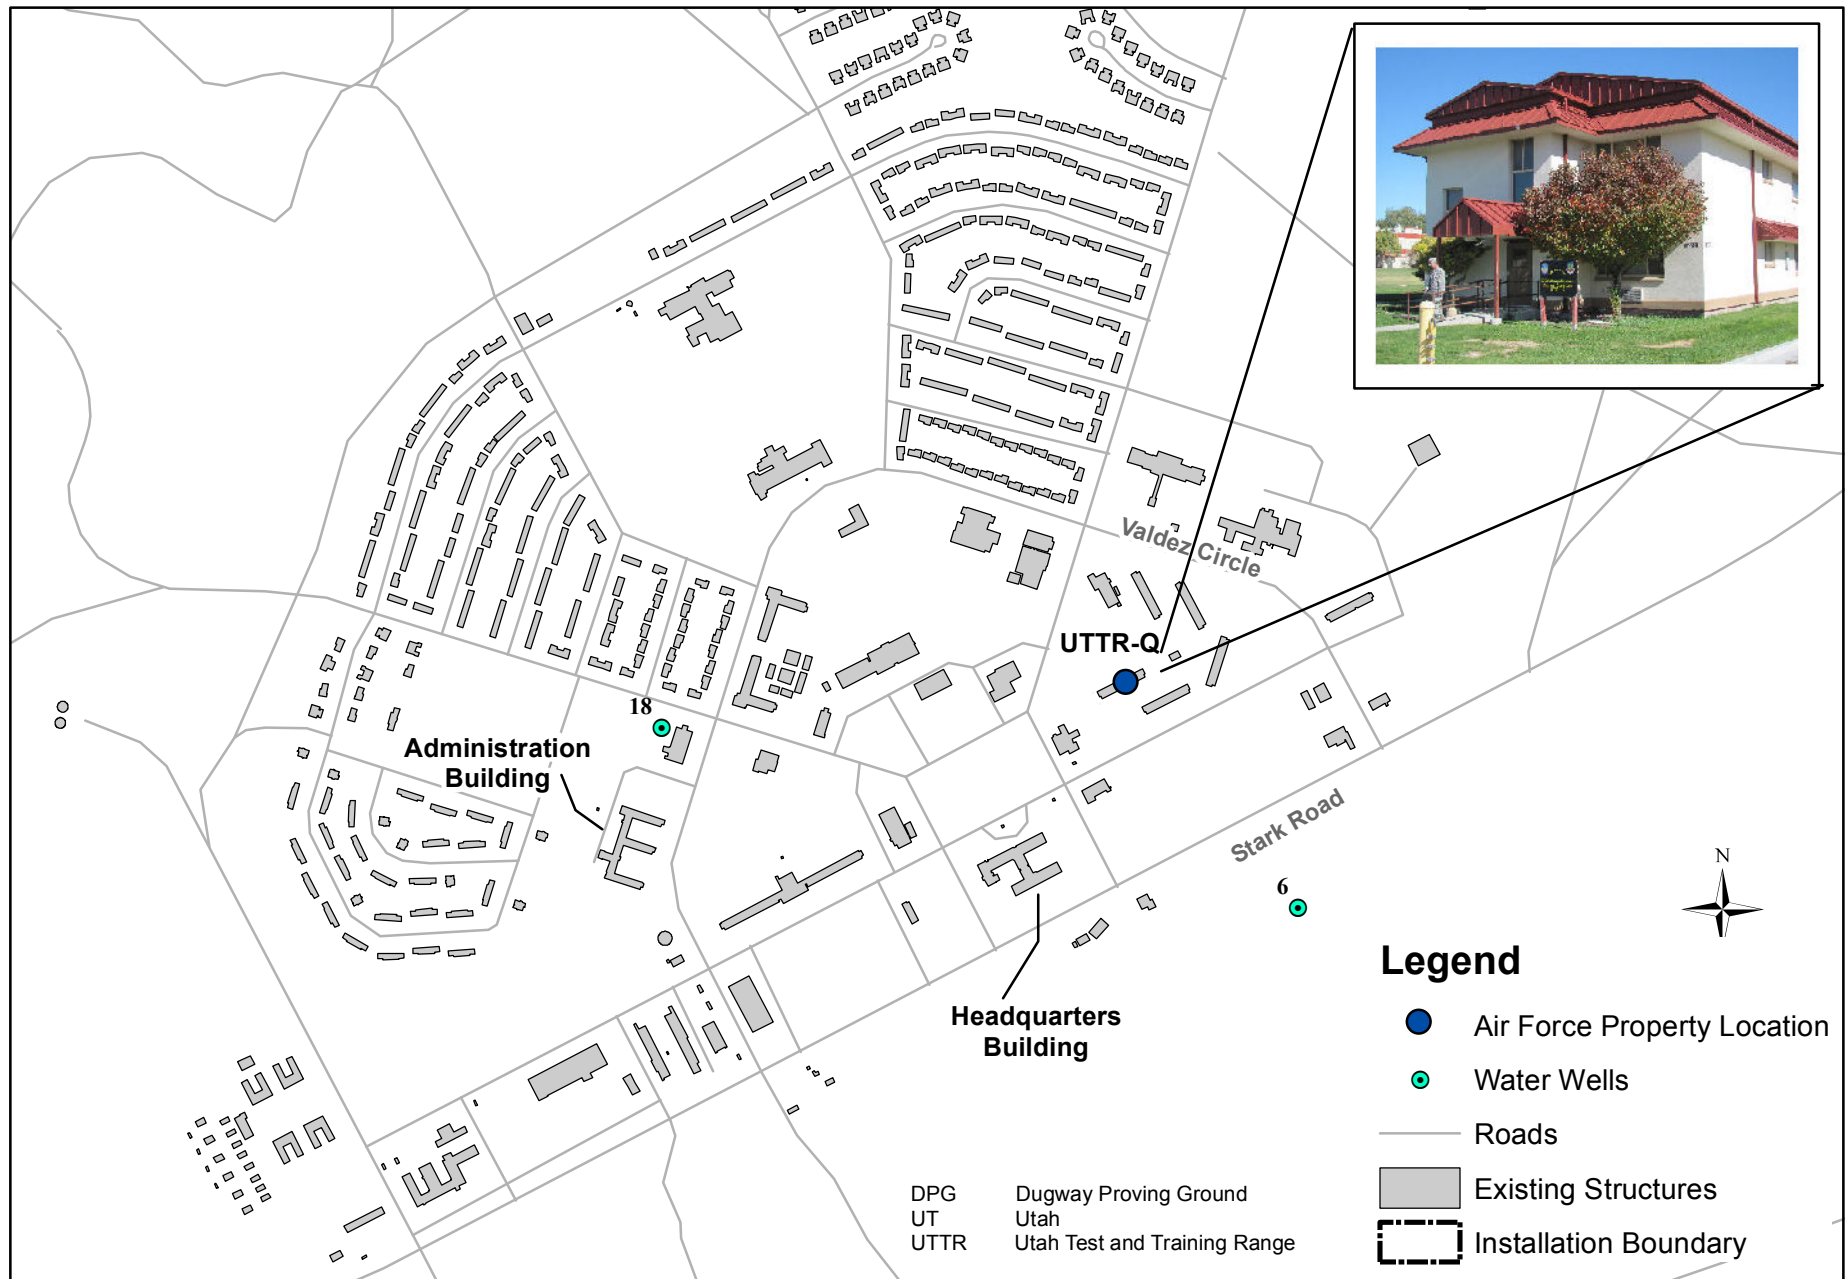 Valdez Circle
UTTR-Q
18
Administration
Building
Stark Road
6
N
Headquarters
Building
Legend
Air Force Property Location
Water Wells
Roads
Existing Structures
Installation Boundary
DPG Dugway Proving Ground
UT Utah
UTTR Utah Test and Training Range